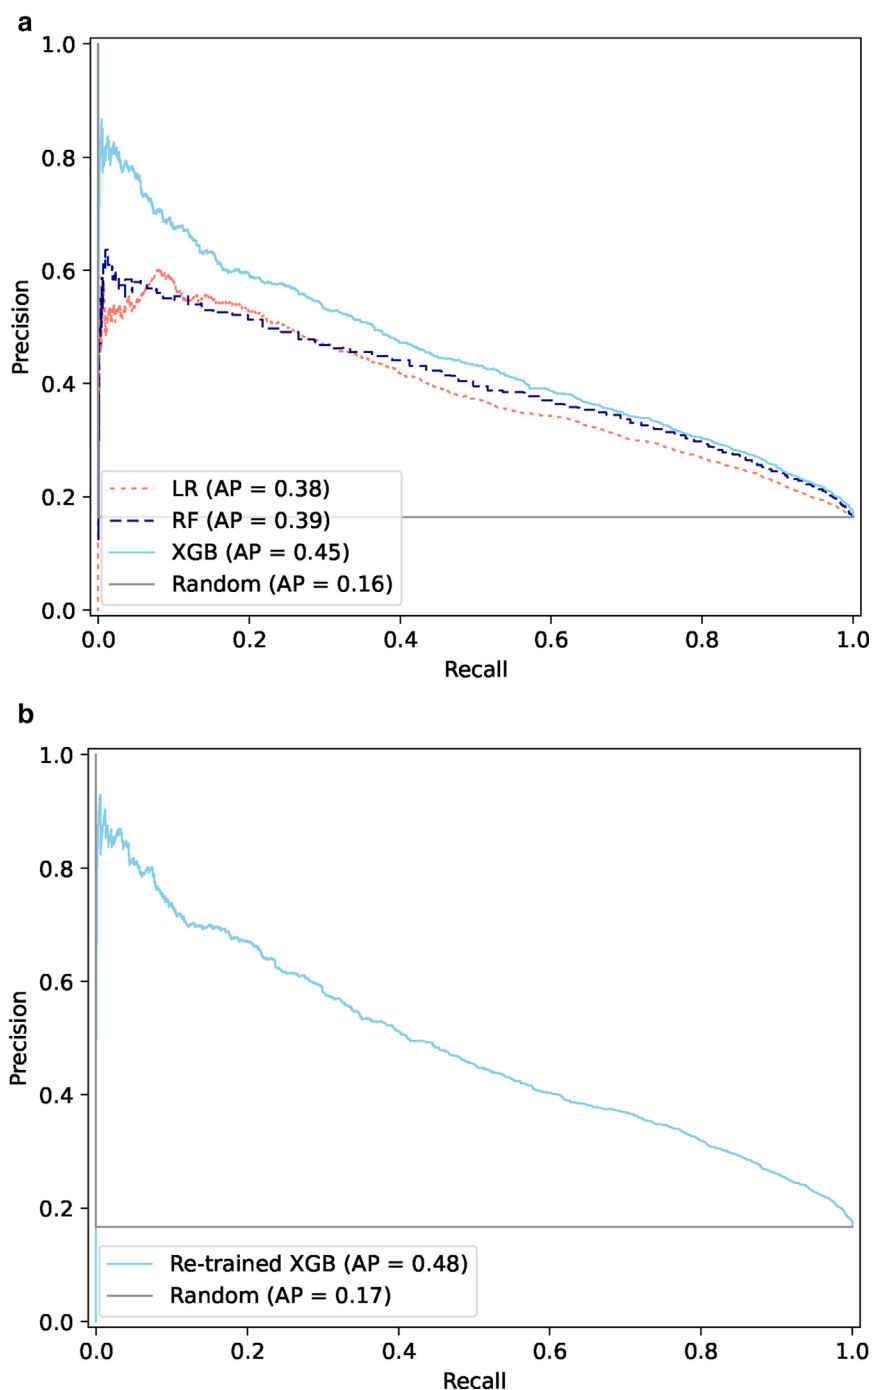 a
1.0
0.8
0.6
0.4
0.2
0.0
Precision
LR (AP = 0.38)
RF (AP = 0.39)
XGB (AP = 0.45)
Random (AP = 0.16)
0.0 0.2 0.4 0.6 0.8 1.0
Recall
b
1.0
0.8
0.6
0.4
0.2
0.0
Precision
Re-trained XGB (AP = 0.48)
Random (AP = 0.17)
0.0 0.2 0.4 0.6 0.8 1.0
Recall